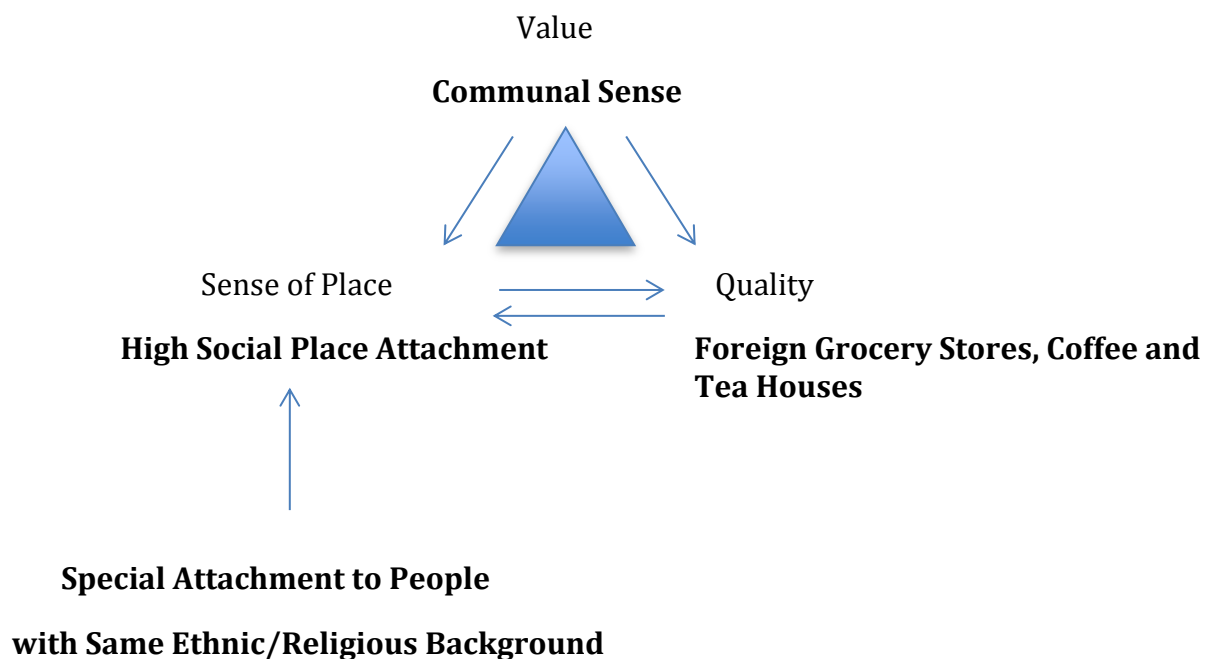 Value
Communal Sense
Sense of Place
Quality
High Social Place Attachment
Foreign Grocery Stores, Coffee and
Tea Houses
Special Attachment to People
with Same Ethnic/Religious Background